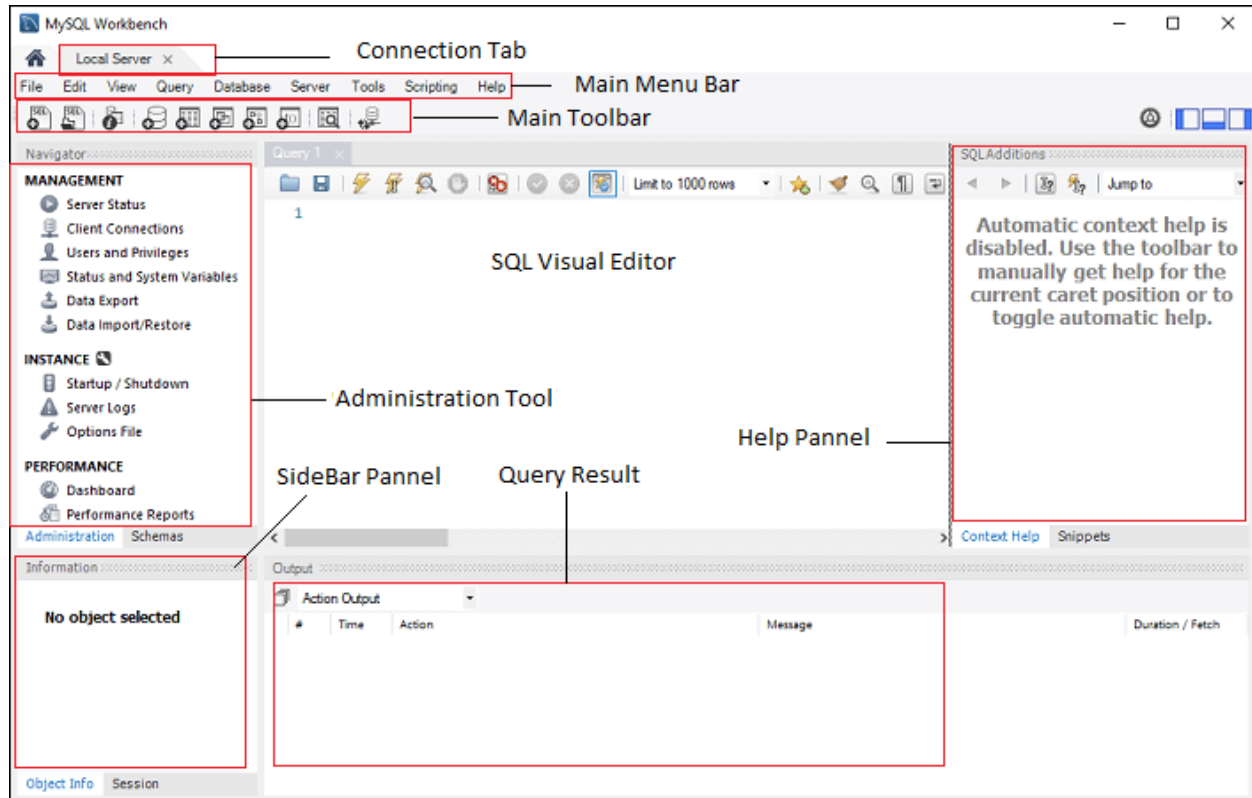 MySQL Workbench
Local Server
Connection Tab
File Edit View Query Database Server Tools Scripting Help
Main Menu Bar
Main Toolbar
Navigator
Query 1
SQLAdditions
MANAGEMENT
Server Status
Client Connections
Users and Privileges
Status and System Variables
Data Export
Data Import/Restore
INSTANCE
Startup / Shutdown
Server Logs
Options File
PERFORMANCE
Dashboard
Performance Reports
Administration Schemas
Limit to 1000 rows
1
SQL Visual Editor
Administration Tool
Help Pannel
SideBar Pannel
Query Result
Jump to
Automatic context help is
disabled. Use the toolbar to
manually get help for the
current caret position or to
toggle automatic help.
Context Help Snippets
Information
No object selected
Object Info Session
Output
Action Output
# Time Action Message Duration / Fetch